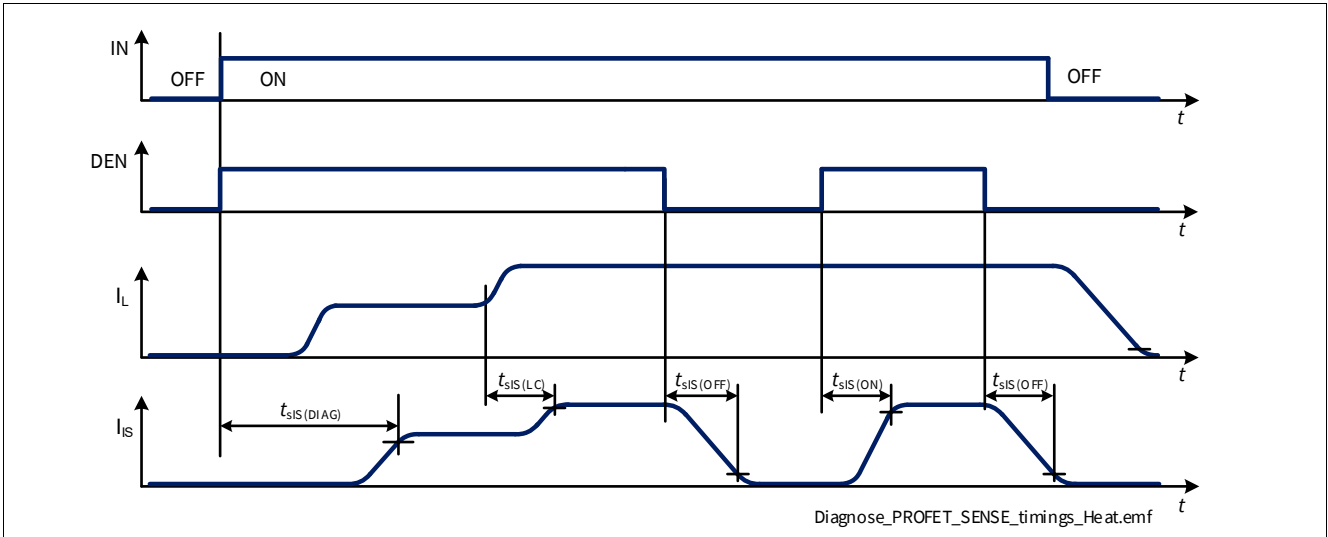 IN
OFF
ON
OFF
t
DEN
t
IL
t
tsIS(DIAG)
tsIS(LC)
tsIS(OFF)
tsIS(ON)
tsIS(OFF)
IIS
t
Diagnose_PROFET_SENSE_timings_Heat.emf